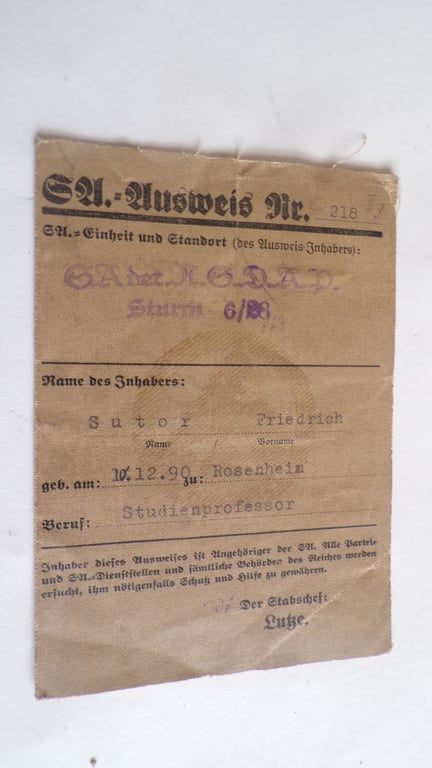 SA.-Ausweis Nr. 218
SA.-Einheit und Standort (des Ausweis-Inhabers):
SA der N.S.D.A.P.
Sturm 6/28
Name des Inhabers:
Sutor Friedrich
Name / Vorname
geb. am: 10.12.90 zu: Rosenheim
Beruf: Studienprofessor
Inhaber dieses Ausweises ist Angehöriger der SA. Alle Partei-
und SA.-Dienststellen und sämtliche Behörden des Reiches werden
ersucht, ihm nötigenfalls Schutz und Hilfe zu gewähren.
Der Stabschef:
Lutze.